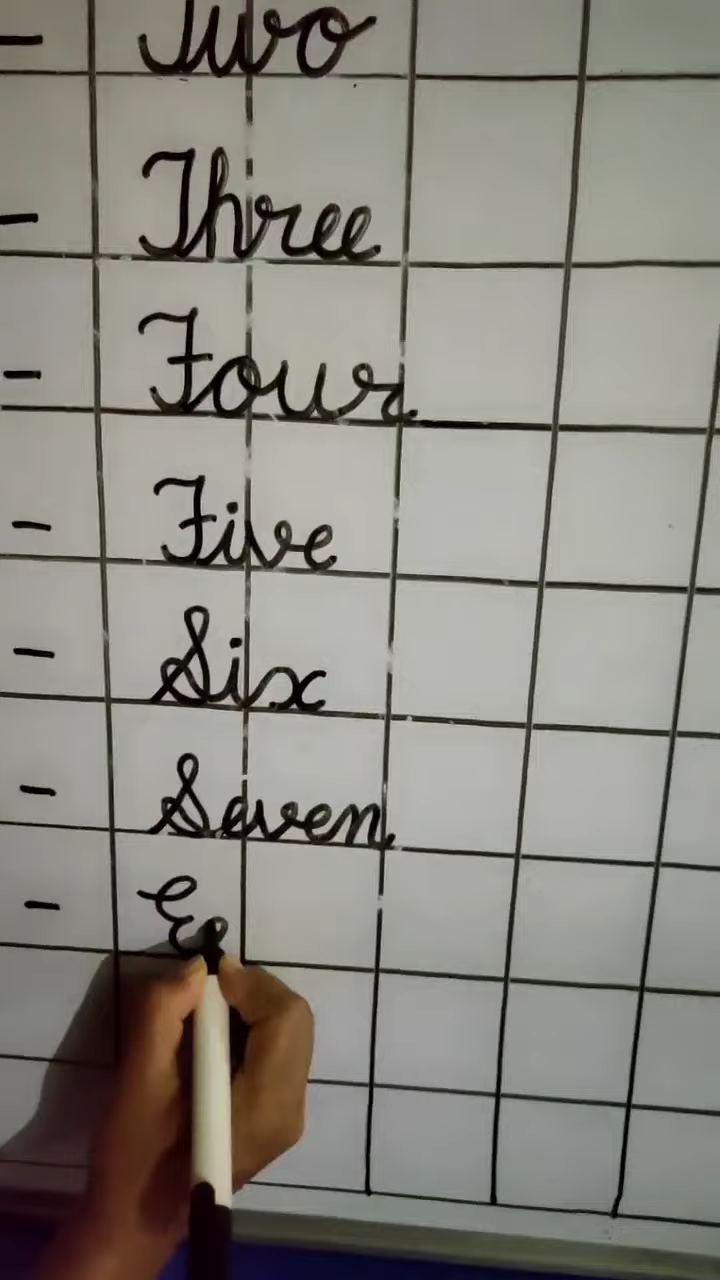 - Two
- Three
- Four
- Five
- Six
- Seven
- E